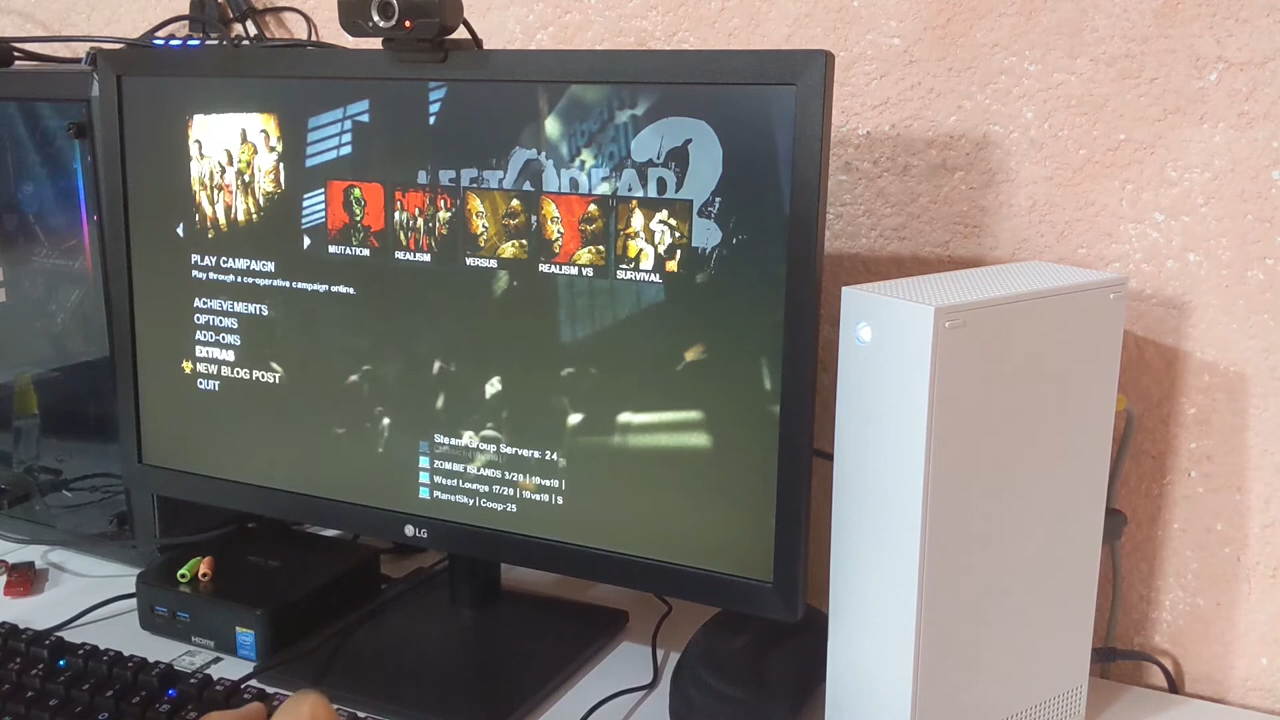 LEFT 4 DEAD 2
MUTATION
REALISM
VERSUS
REALISM VS
SURVIVAL
PLAY CAMPAIGN
Play through a co-operative campaign online.
ACHIEVEMENTS
OPTIONS
ADD-ONS
EXTRAS
NEW BLOG POST
QUIT
Steam Group Servers: 24
ZOMBIE ISLANDS 3/20 | 10vs10 |
Weed Lounge 17/20 | 10vs10 | S
PlanetSky | Coop-25
LG
HDMI